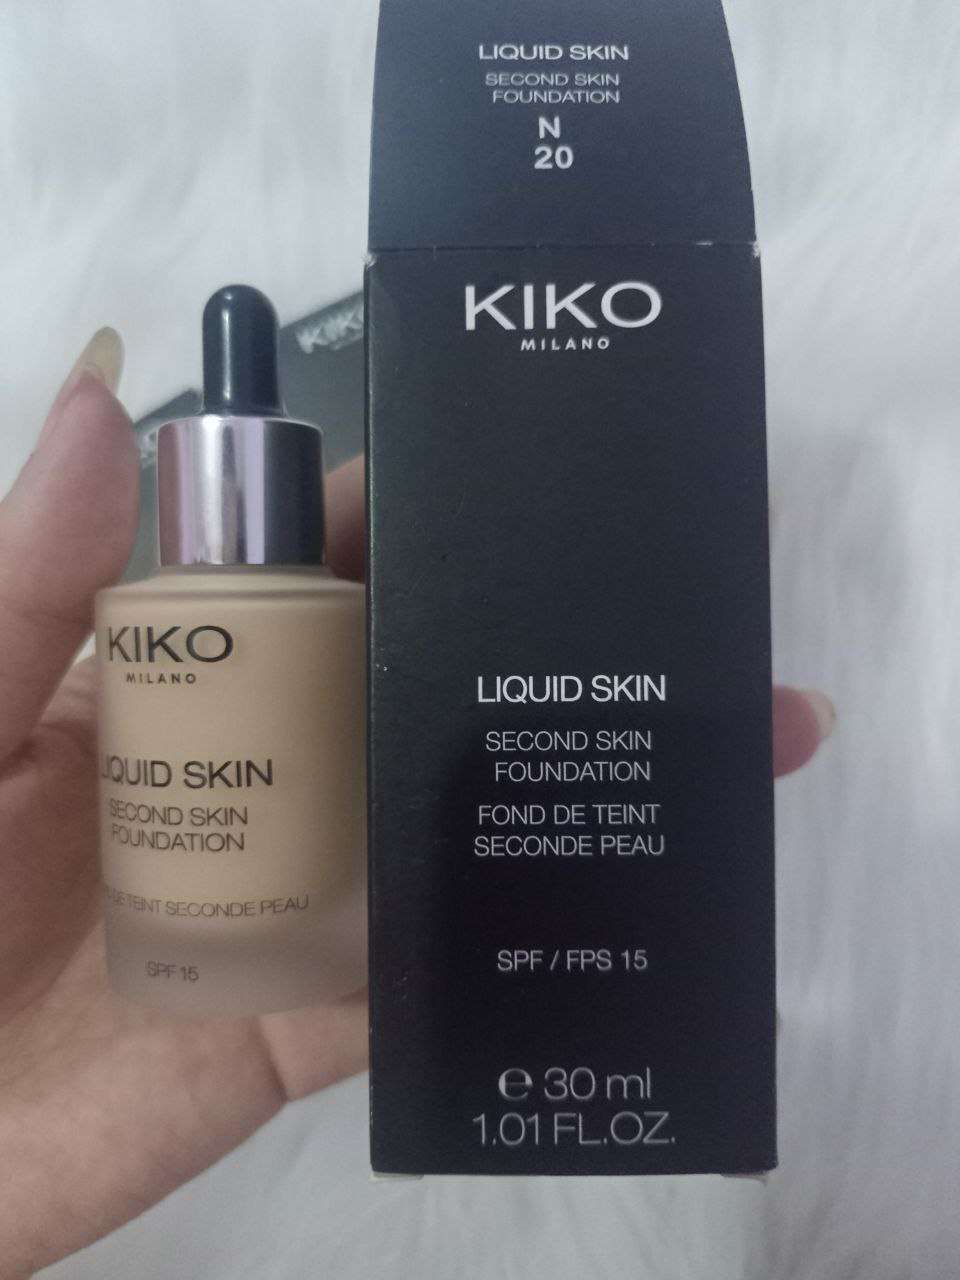 LIQUID SKIN
SECOND SKIN
FOUNDATION
N
20
KIKO
MILANO
LIQUID SKIN
SECOND SKIN
FOUNDATION
FOND DE TEINT
SECONDE PEAU
SPF / FPS 15
e 30 ml
1.01 FL.OZ.
KIKO
KIKO
MILANO
LIQUID SKIN
SECOND SKIN
FOUNDATION
DE TEINT SECONDE PEAU
SPF 15